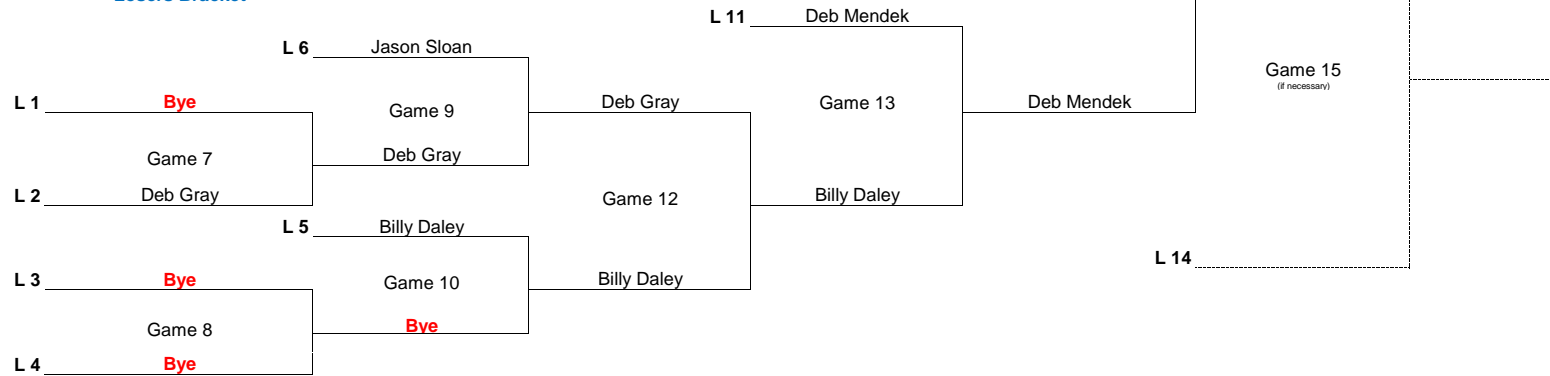 Losers Bracket
L 11 Deb Mendek
L 6 Jason Sloan
Game 15
(if necessary)
L 1 Bye
Game 9
Deb Gray
Game 13
Deb Mendek
Game 7
Deb Gray
L 2 Deb Gray
Game 12
Billy Daley
L 5 Billy Daley
L 14
L 3 Bye
Game 10
Billy Daley
Game 8
Bye
L 4 Bye